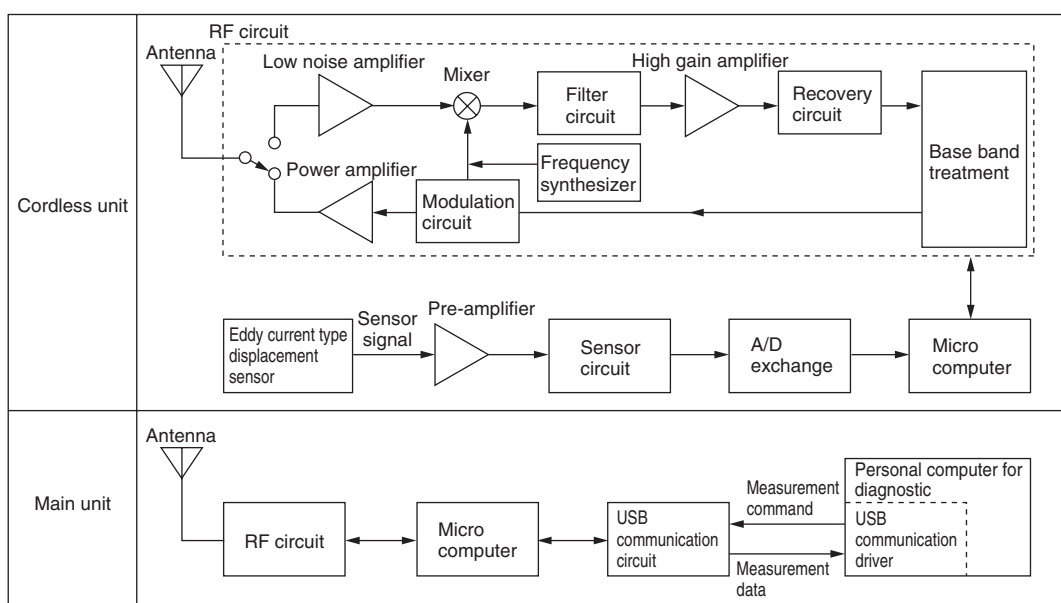 Cordless unit
RF circuit
Antenna
Low noise amplifier
Mixer
Filter
circuit
High gain amplifier
Recovery
circuit
Base band
treatment
Power amplifier
Modulation
circuit
Frequency
synthesizer
Eddy current type
displacement
sensor
Sensor
signal
Pre-amplifier
Sensor
circuit
A/D
exchange
Micro
computer
Main unit
Antenna
RF circuit
Micro
computer
USB
communication
circuit
Measurement
command
Measurement
data
Personal computer for
diagnostic
USB
communication
driver